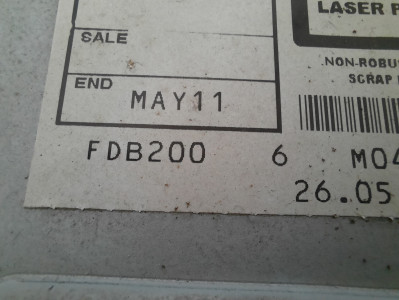 LASER P
SALE
NON-ROBU
SCRAP
END
MAY11
FDB200 6 M04
26.05